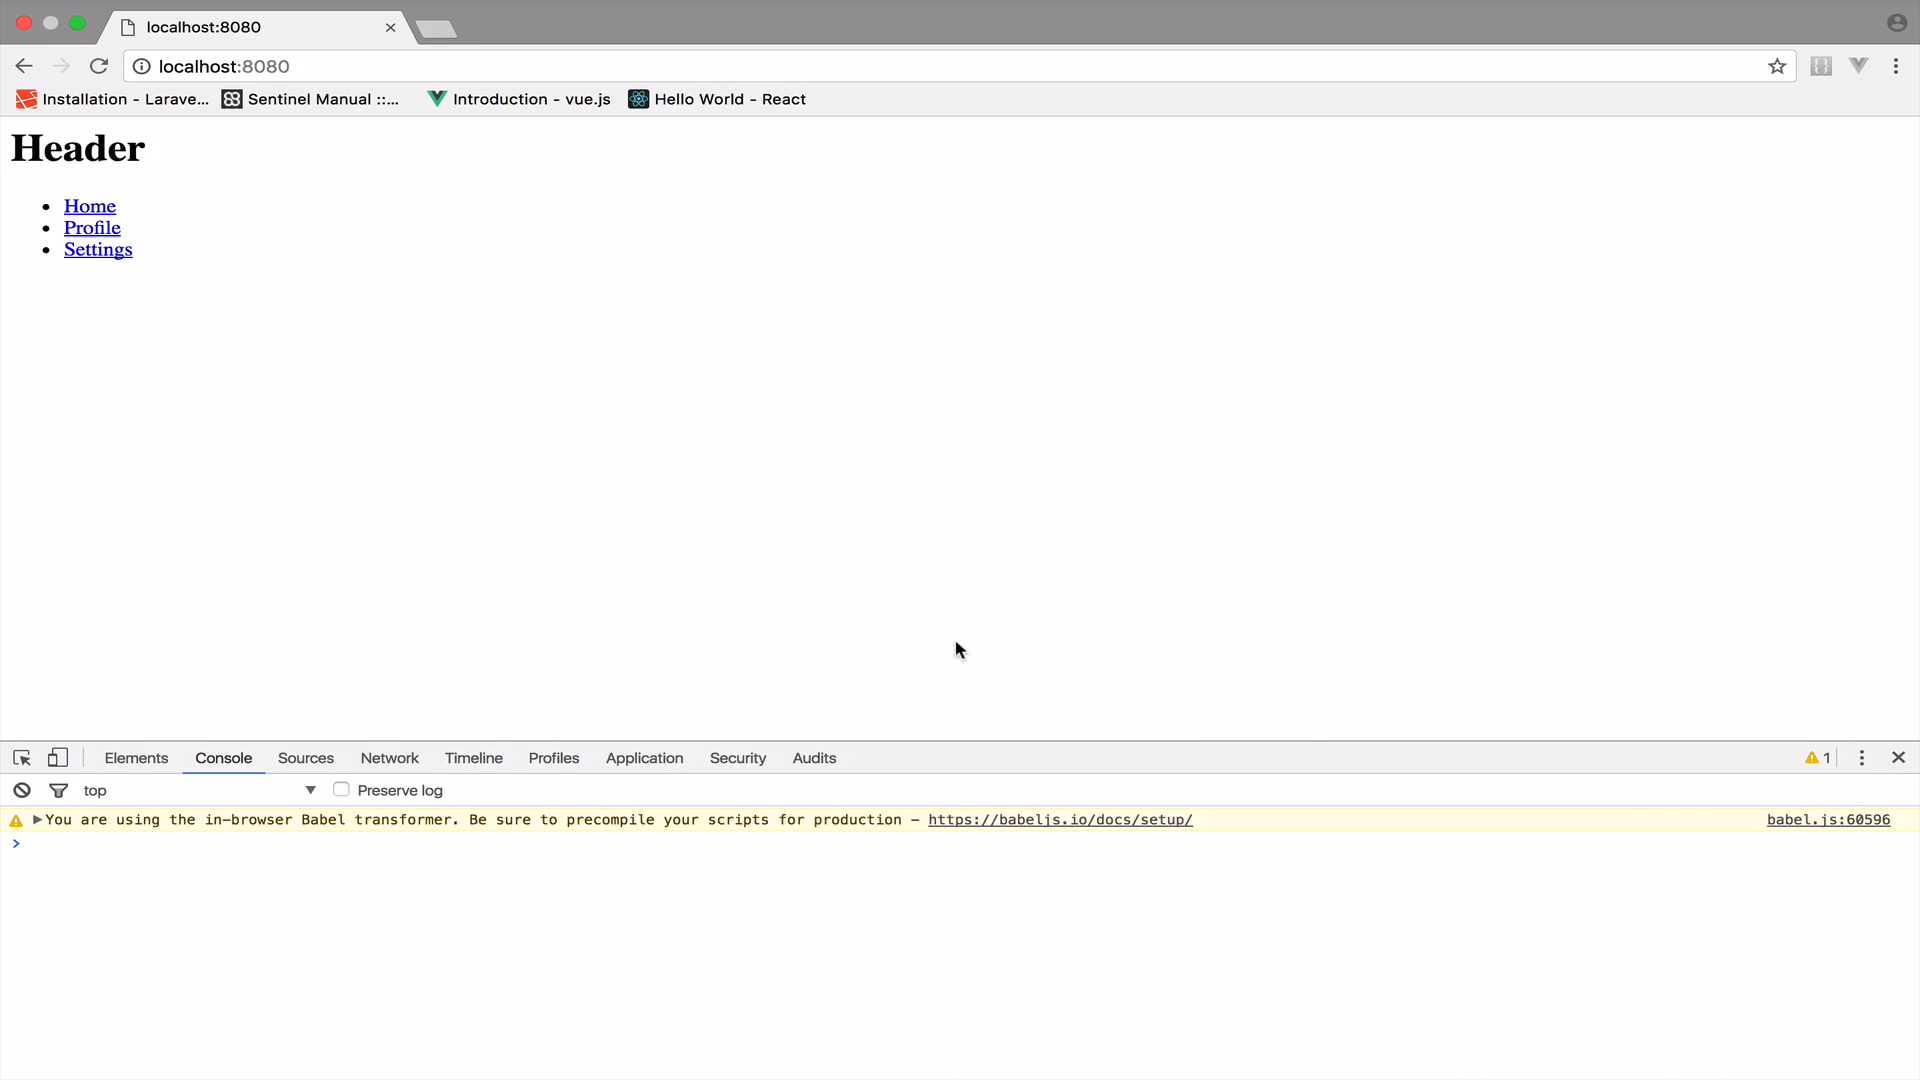 localhost:8080
localhost:8080
Installation - Larave... Sentinel Manual ::... Introduction - vue.js Hello World - React
Header
Home
Profile
Settings
Elements Console Sources Network Timeline Profiles Application Security Audits 1
top Preserve log
You are using the in-browser Babel transformer. Be sure to precompile your scripts for production – https://babeljs.io/docs/setup/ babel.js:60596